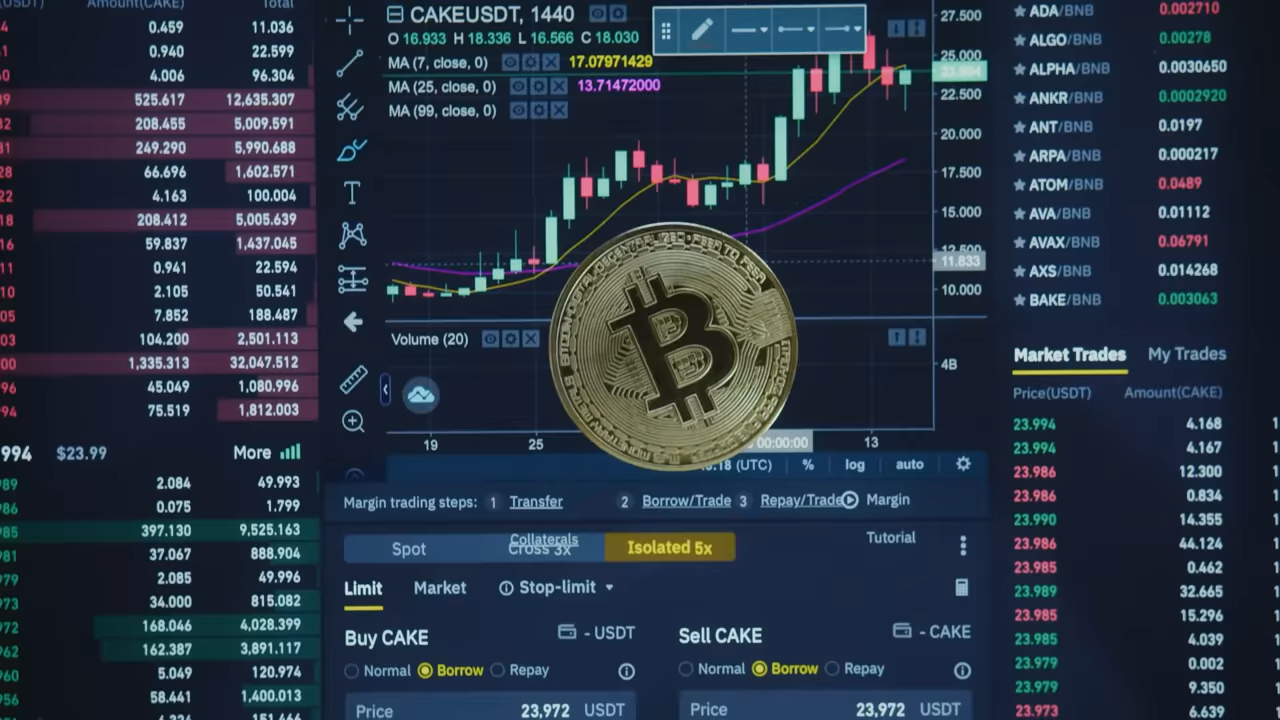 (USDT) Amount(CAKE) Total
0.459 11.036
0.940 22.599
4.006 96.304
525.617 12,635.307
208.455 5,009.591
249.290 5,990.688
66.696 1,602.571
4.163 100.004
208.412 5,005.639
59.837 1,437.045
0.941 22.594
2.105 50.541
7.852 188.487
104.200 2,501.113
1,335.313 32,047.512
45.049 1,080.996
75.519 1,812.003
994 $23.99 More
2.084 49.993
0.075 1.799
397.130 9,525.163
37.067 888.904
2.085 49.996
34.000 815.082
168.046 4,028.399
162.387 3,891.117
5.049 120.974
58.441 1,400.013
CAKEUSDT, 1440
O 16.933 H 18.336 L 16.566 C 18.030
MA (7, close, 0) 17.07971429
MA (25, close, 0) 13.71472000
MA (99, close, 0)
27.500
25.000
22.500
20.000
17.500
15.000
12.500
11.833
10.000
Volume (20)
4B
19 25 00:00:00 13
(UTC) % log auto
Margin trading steps: 1 Transfer 2 Borrow/Trade 3 Repay/Trade Margin
Collaterals Tutorial
Spot Cross 3x Isolated 5x
Limit Market Stop-limit
Buy CAKE - USDT
Normal Borrow Repay
Price 23,972 USDT
Sell CAKE - CAKE
Normal Borrow Repay
Price 23,972 USDT
ADA/BNB 0.002710
ALGO/BNB 0.00278
ALPHA/BNB 0.0030650
ANKR/BNB 0.0002920
ANT/BNB 0.0197
ARPA/BNB 0.000217
ATOM/BNB 0.0489
AVA/BNB 0.01112
AVAX/BNB 0.06791
AXS/BNB 0.014268
BAKE/BNB 0.003063
Market Trades My Trades
Price(USDT) Amount(CAKE)
23.994 4.168
23.994 4.167
23.986 12.300
23.986 0.834
23.990 14.355
23.986 44.124
23.985 0.462
23.989 32.665
23.985 15.296
23.985 4.039
23.979 0.002
23.979 9.350
23.973 6.639